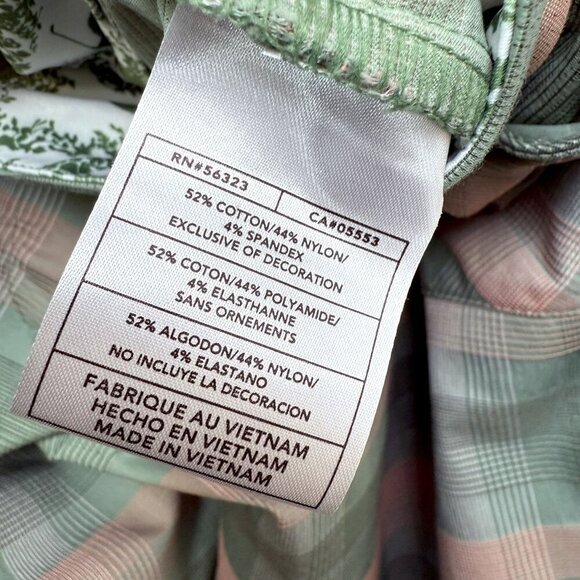 RN#56323 CA#05553
52% COTTON/44% NYLON/
4% SPANDEX
EXCLUSIVE OF DECORATION
52% COTON/44% POLYAMIDE/
4% ELASTHANNE
SANS ORNEMENTS
52% ALGODON/44% NYLON/
4% ELASTANO
NO INCLUYE LA DECORACION
FABRIQUE AU VIETNAM
HECHO EN VIETNAM
MADE IN VIETNAM